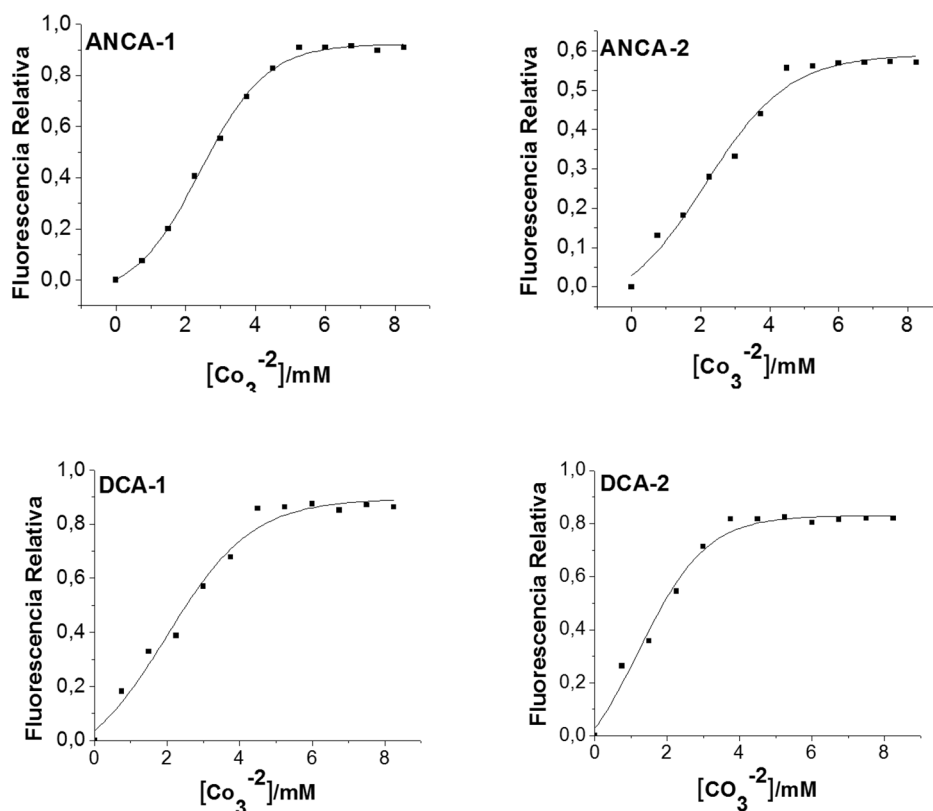 ANCA-1
Fluorescencia Relativa
1,0
0,8
0,6
0,4
0,2
0,0
0 2 4 6 8
[Co₃⁻²]/mM
ANCA-2
Fluorescencia Relativa
0,6
0,5
0,4
0,3
0,2
0,1
0,0
0 2 4 6 8
[Co₃⁻²]/mM
DCA-1
Fluorescencia Relativa
1,0
0,8
0,6
0,4
0,2
0,0
0 2 4 6 8
[Co₃⁻²]/mM
DCA-2
Fluorescencia Relativa
1,0
0,8
0,6
0,4
0,2
0,0
0 2 4 6 8
[CO₃⁻²]/mM